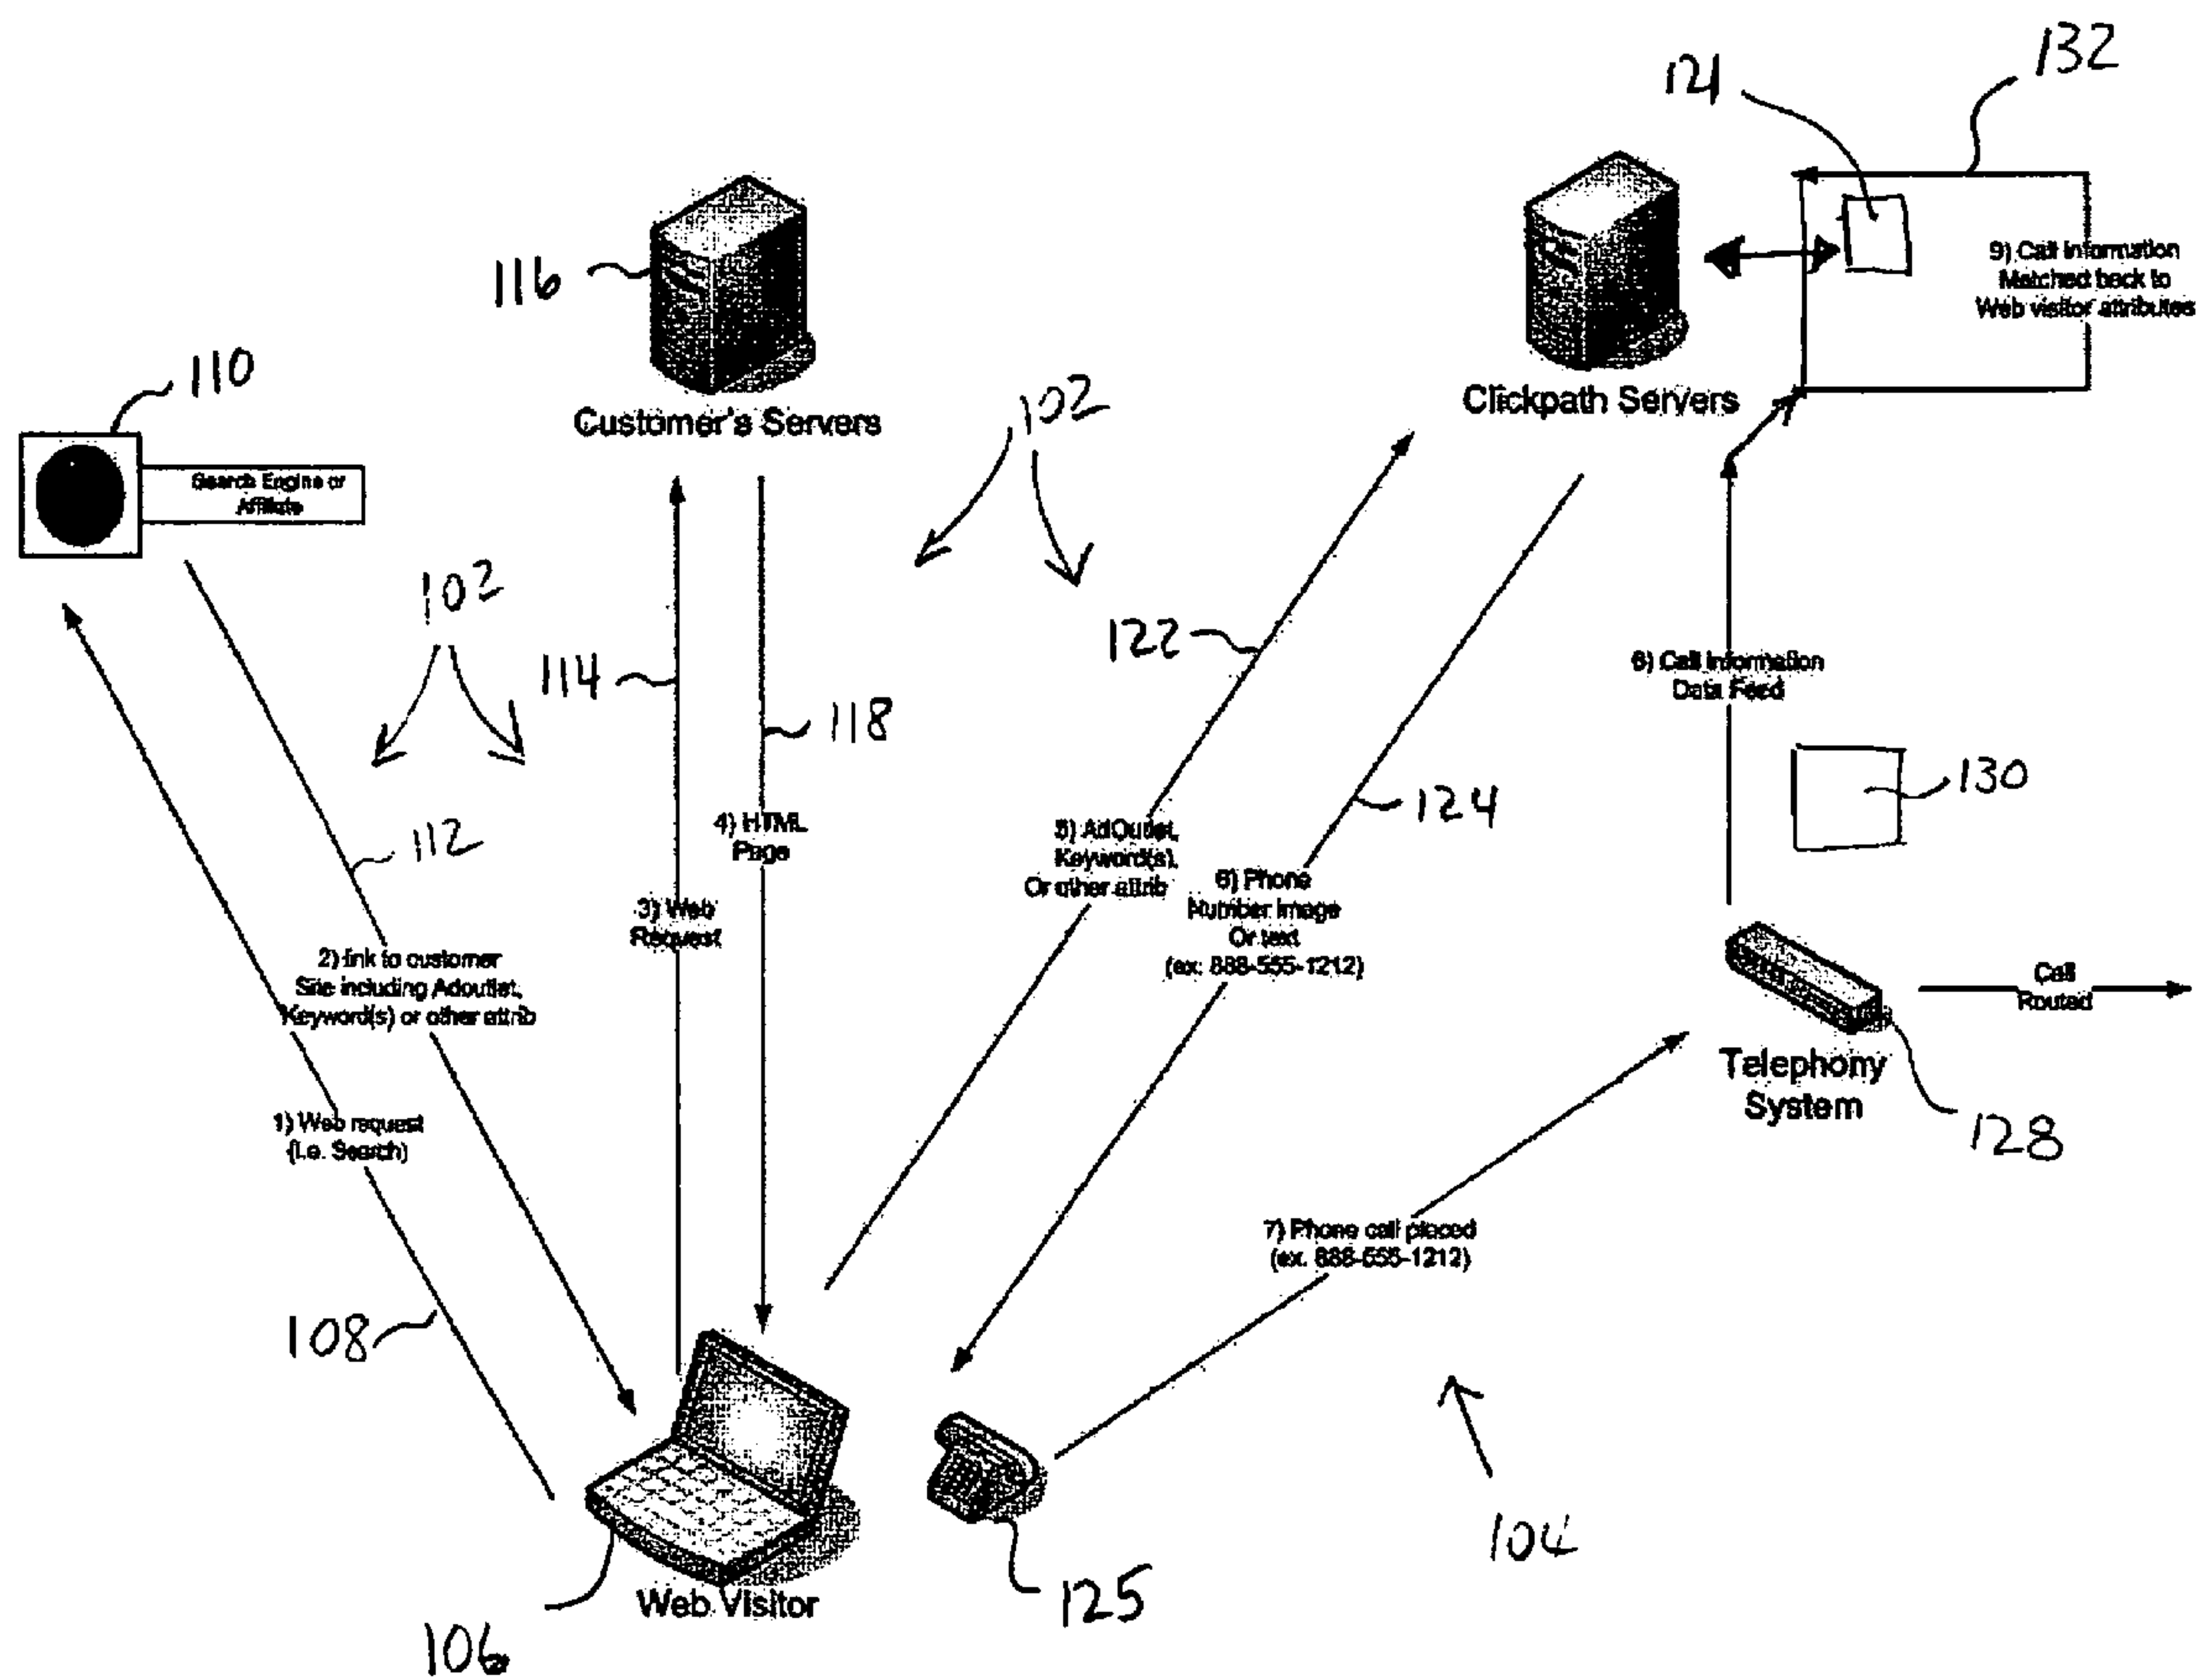 132
121
116
9) Call Information
Matched back to
Web visitor attributes
110
Customer's Servers
102
Clickpath Servers
Search Engine or
Affiliate
102
122
114
8) Call Information
Data Feed
118
130
124
112
4) HTML
Page
5) AdOutlet,
Keyword(s),
Or other attrib
6) Phone
Number Image
Or text
(ex: 888-555-1212)
3) Web
Request
2) link to customer
Site including Adoutlet,
Keyword(s) or other attrib
Call
Routed
Telephony
System
128
1) Web request
(i.e. Search)
7) Phone call placed
(ex. 888-555-1212)
108
104
125
Web Visitor
106